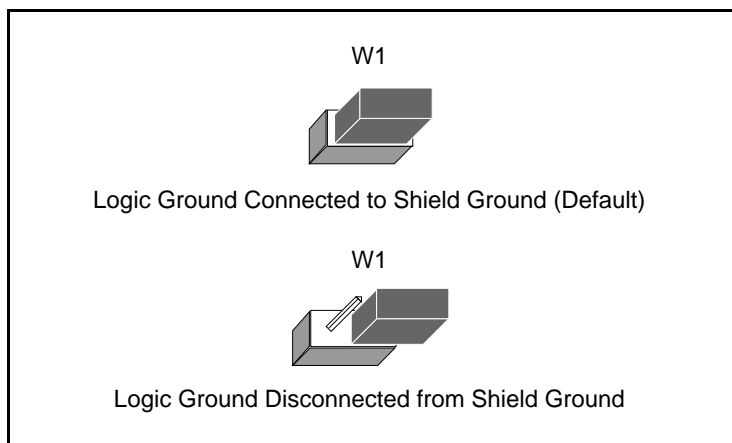 W1
Logic Ground Connected to Shield Ground (Default)
W1
Logic Ground Disconnected from Shield Ground